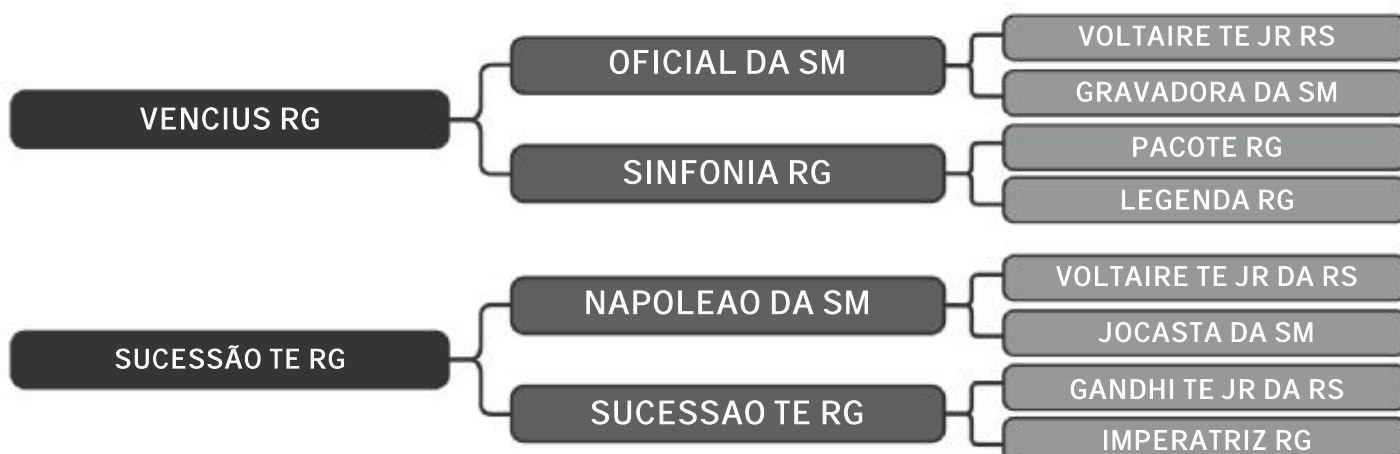 VOLTAIRE TE JR RS
OFICIAL DA SM
GRAVADORA DA SM
VENCIUS RG
PACOTE RG
SINFONIA RG
LEGENDA RG
VOLTAIRE TE JR DA RS
NAPOLEAO DA SM
JOCASTA DA SM
SUCESSÃO TE RG
GANDHI TE JR DA RS
SUCESSAO TE RG
IMPERATRIZ RG